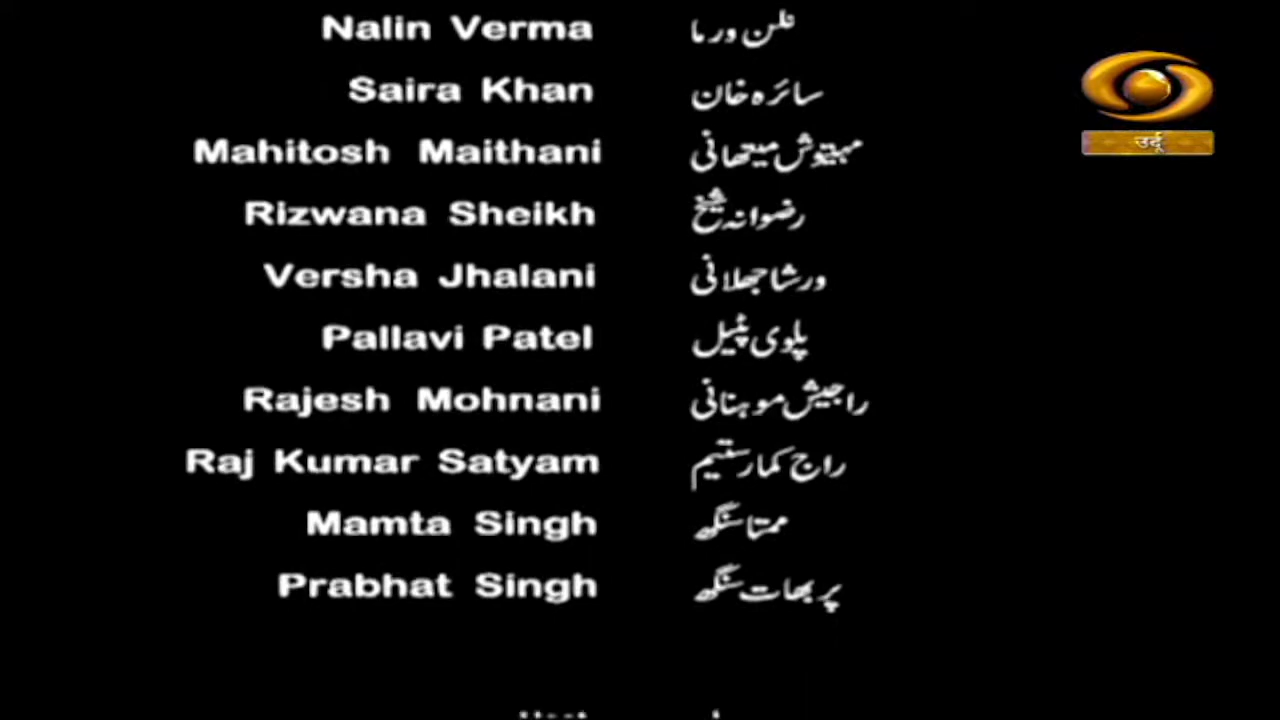 Nalin Verma نلن ورما
Saira Khan سائرہ خان
उर्दू
Mahitosh Maithani مہیتوش میتھانی
Rizwana Sheikh رضوانہ شیخ
Versha Jhalani ورشا جھلانی
Pallavi Patel پلوی پٹیل
Rajesh Mohnani راجیش موہنانی
Raj Kumar Satyam راج کمار ستیم
Mamta Singh ممتا سنگھ
Prabhat Singh پربھات سنگھ